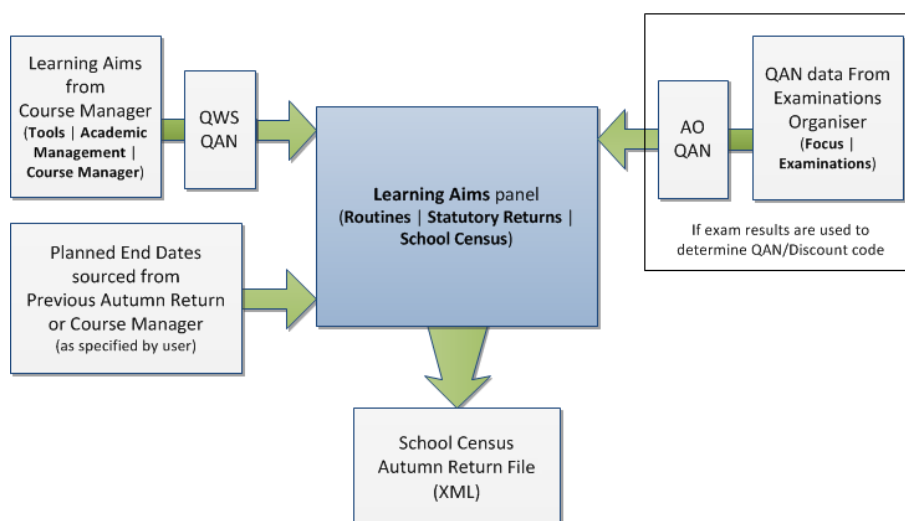 Learning Aims
from
Course Manager
(Tools | Academic
Management |
Course Manager)
QWS
QAN
Planned End Dates
sourced from
Previous Autumn Return
or Course Manager
(as specified by user)
Learning Aims panel
(Routines | Statutory Returns |
School Census)
AO
QAN
QAN data From
Examinations
Organiser
(Focus |
Examinations)
If exam results are used to
determine QAN/Discount code
School Census
Autumn Return File
(XML)